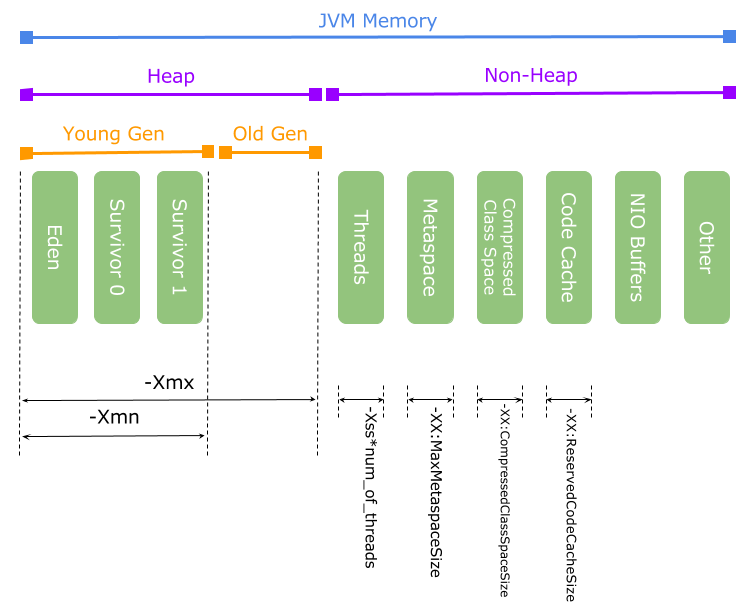 JVM Memory
Heap
Non-Heap
Young Gen
Old Gen
Eden
Survivor 0
Survivor 1
Threads
Metaspace
Compressed
Class Space
Code Cache
NIO Buffers
Other
-Xmx
-Xmn
-Xss*num_of_threads
-XX:MaxMetaspaceSize
-XX:CompressedClassSpaceSize
-XX:ReservedCodeCacheSize